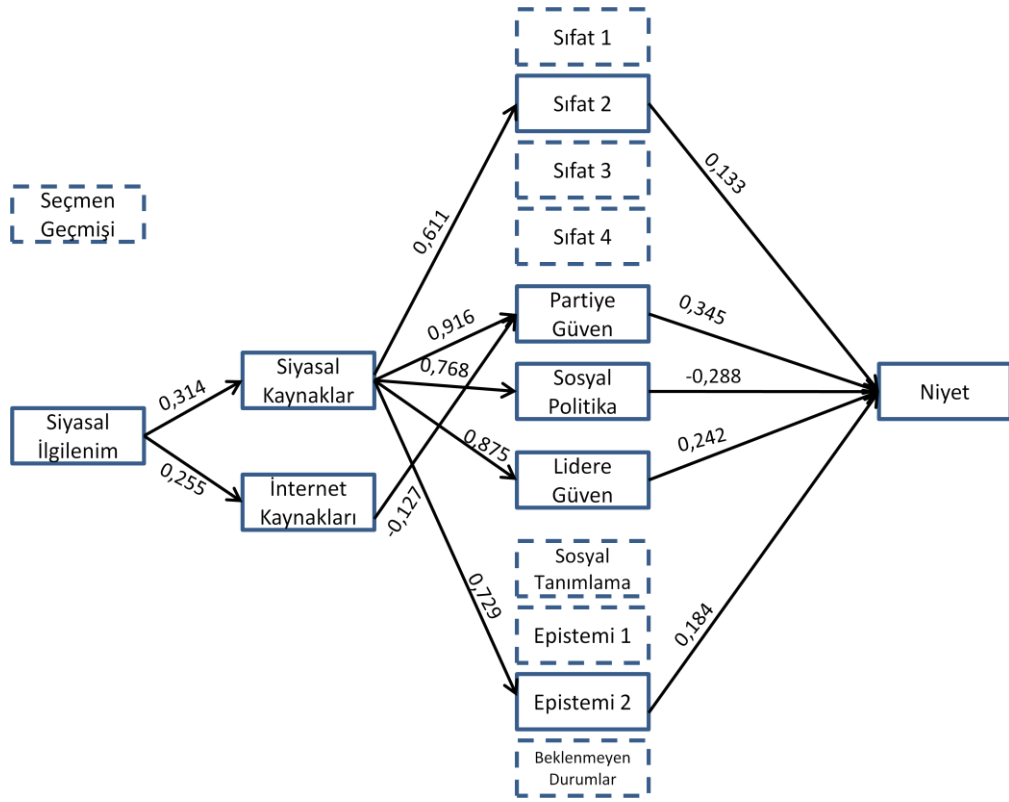 Sıfat 1
Sıfat 2
Sıfat 3
Sıfat 4
Seçmen
Geçmişi
0,133
0,611
Partiye
Güven
0,345
0,916
Siyasal
Kaynaklar
0,768
Sosyal
Politika
-0,288
Niyet
0,314
Siyasal
İlgilenim
0,255
0,875
0,242
Lidere
Güven
İnternet
Kaynakları
-0,127
Sosyal
Tanımlama
0,729
Epistemi 1
0,184
Epistemi 2
Beklenmeyen
Durumlar